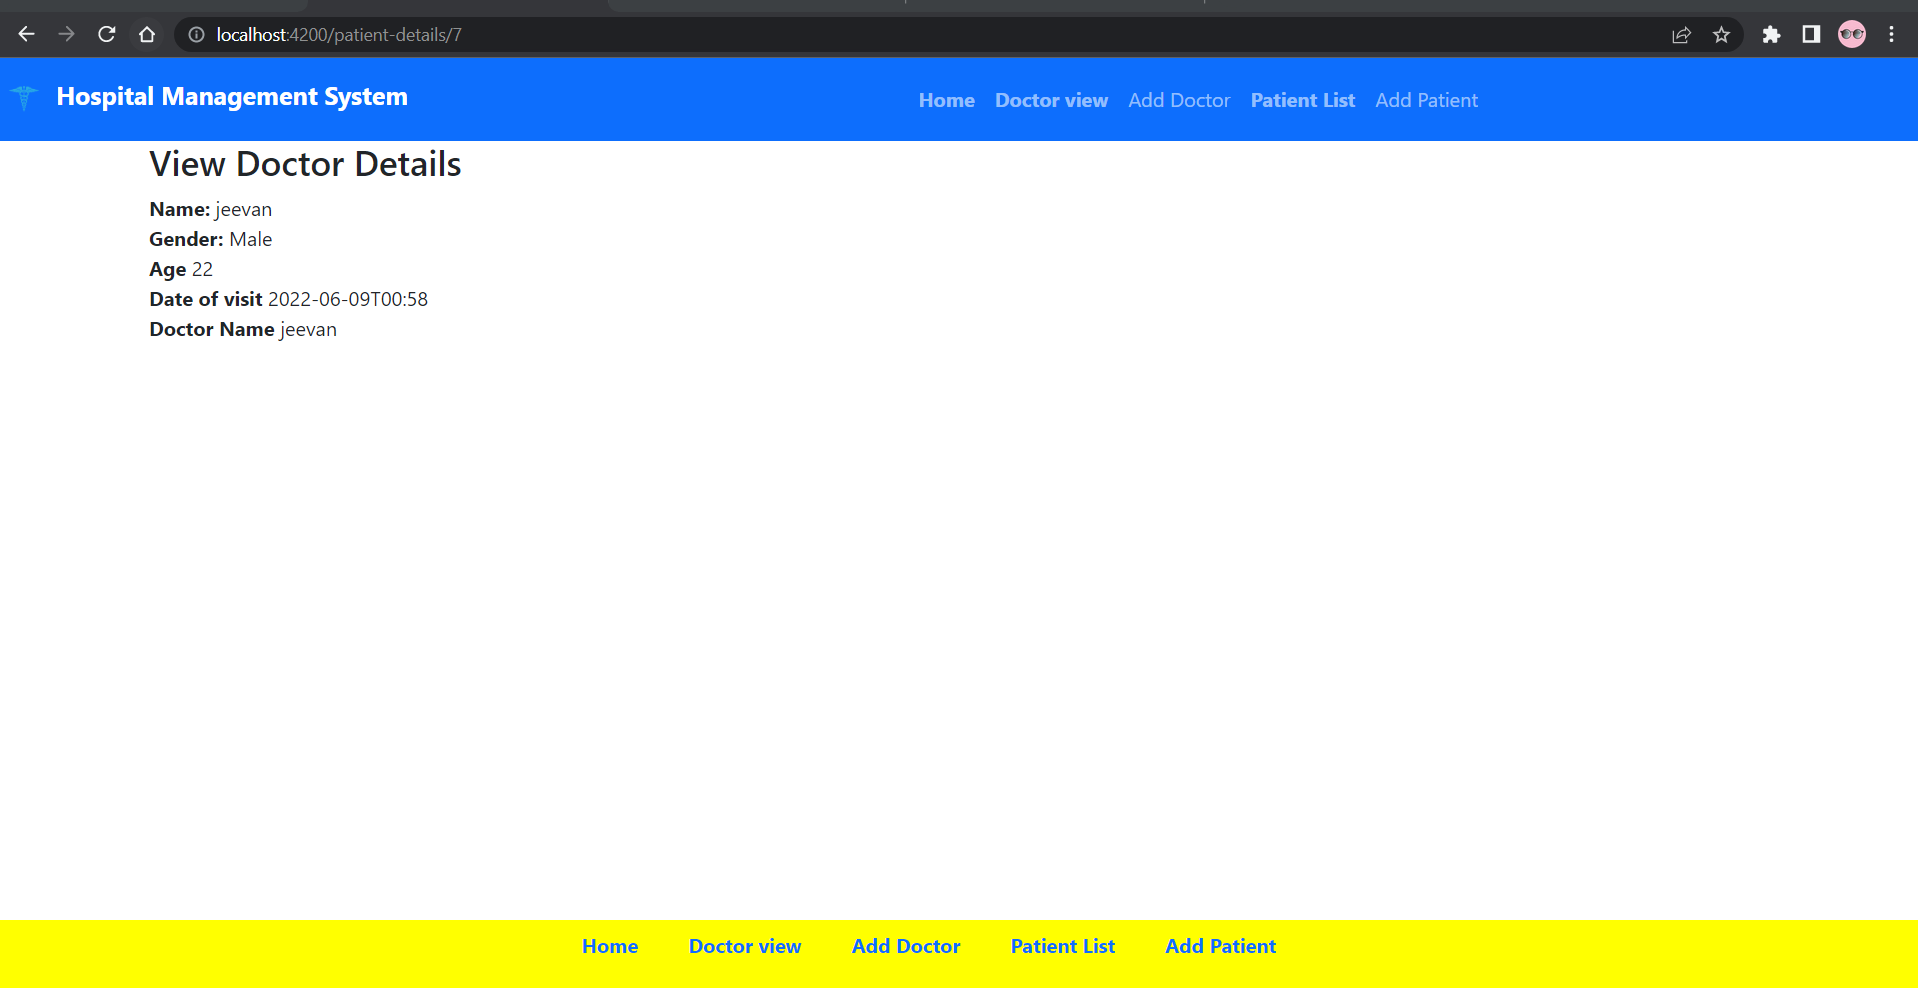 localhost:4200/patient-details/7
Hospital Management System
Home Doctor view Add Doctor Patient List Add Patient
View Doctor Details
Name: jeevan
Gender: Male
Age 22
Date of visit 2022-06-09T00:58
Doctor Name jeevan
Home Doctor view Add Doctor Patient List Add Patient